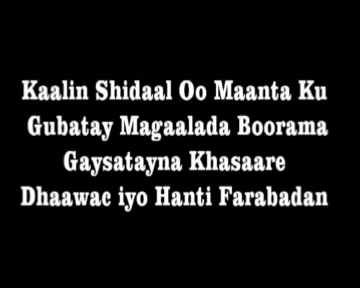 Kaalin Shidaal Oo Maanta Ku
Gubatay Magaalada Boorama
Gaysatayna Khasaare
Dhaawac iyo Hanti Farabadan